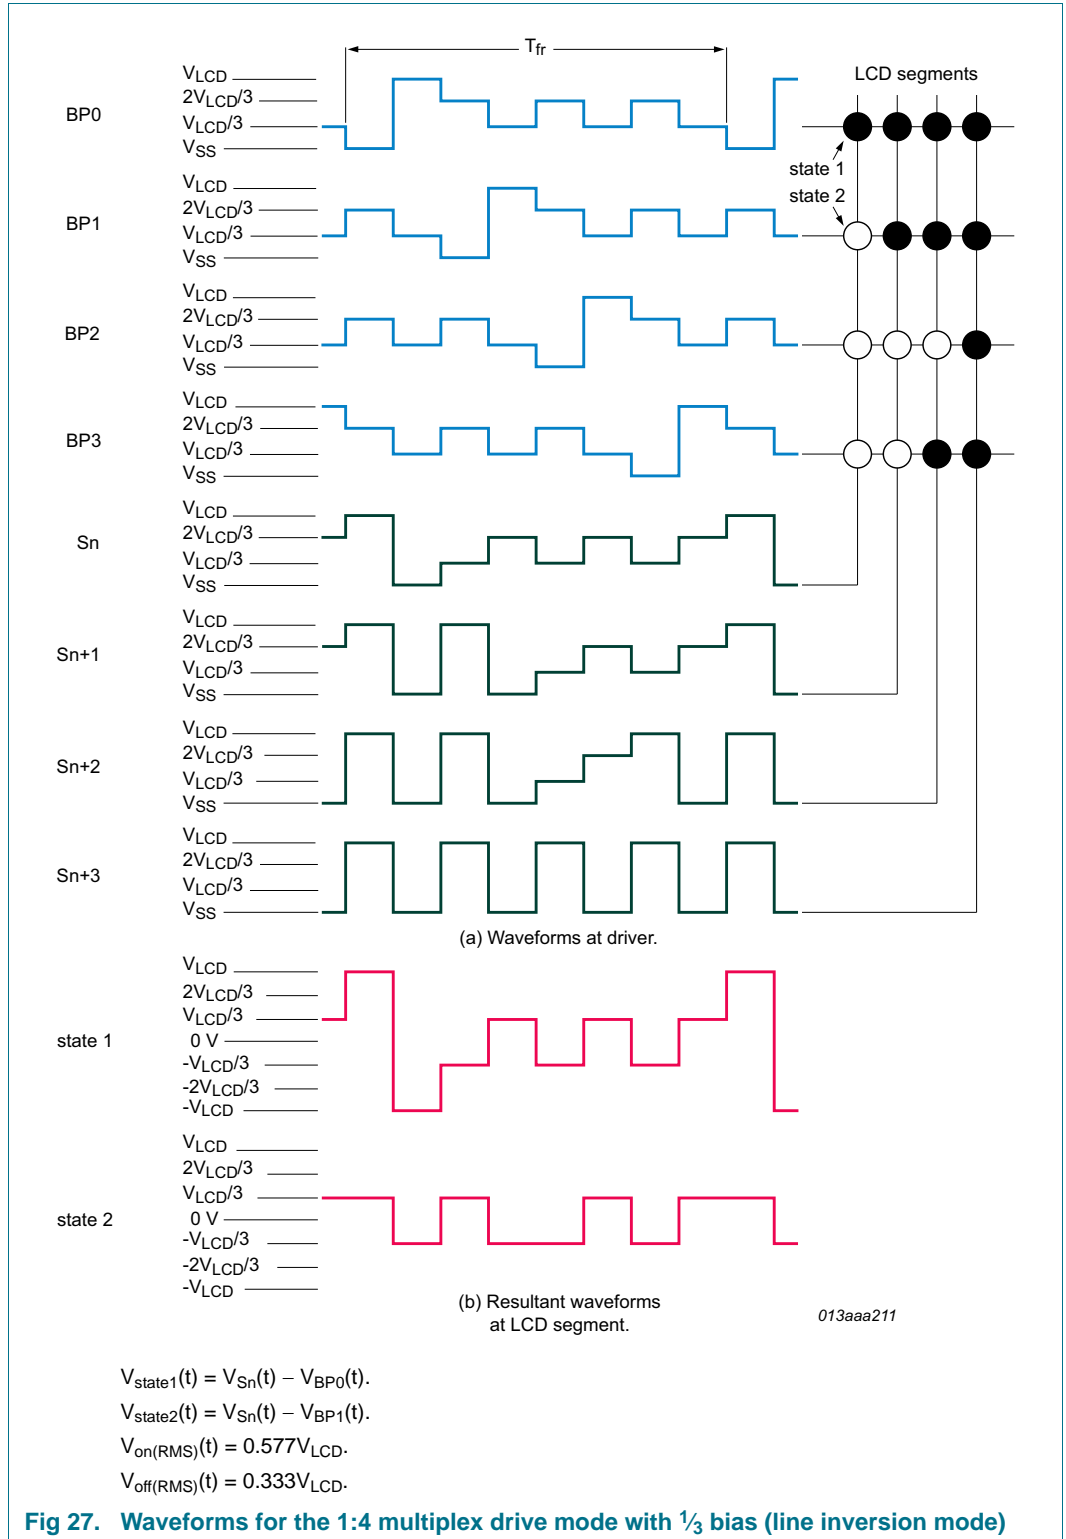 Tfr
LCD segments
BP0
VLCD
2VLCD/3
VLCD/3
VSS
state 1
state 2
BP1
VLCD
2VLCD/3
VLCD/3
VSS
BP2
VLCD
2VLCD/3
VLCD/3
VSS
BP3
VLCD
2VLCD/3
VLCD/3
VSS
Sn
VLCD
2VLCD/3
VLCD/3
VSS
Sn+1
VLCD
2VLCD/3
VLCD/3
VSS
Sn+2
VLCD
2VLCD/3
VLCD/3
VSS
Sn+3
VLCD
2VLCD/3
VLCD/3
VSS
(a) Waveforms at driver.
state 1
VLCD
2VLCD/3
VLCD/3
0 V
-VLCD/3
-2VLCD/3
-VLCD
state 2
VLCD
2VLCD/3
VLCD/3
0 V
-VLCD/3
-2VLCD/3
-VLCD
(b) Resultant waveforms
at LCD segment.
013aaa211
Vstate1(t) = VSn(t) − VBP0(t).
Vstate2(t) = VSn(t) − VBP1(t).
Von(RMS)(t) = 0.577VLCD.
Voff(RMS)(t) = 0.333VLCD.
Fig 27. Waveforms for the 1:4 multiplex drive mode with 1⁄3 bias (line inversion mode)